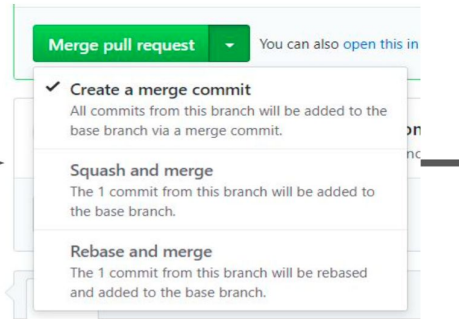 Merge pull request You can also open this in
Create a merge commit
All commits from this branch will be added to the
base branch via a merge commit.
Squash and merge
The 1 commit from this branch will be added to
the base branch.
Rebase and merge
The 1 commit from this branch will be rebased
and added to the base branch.